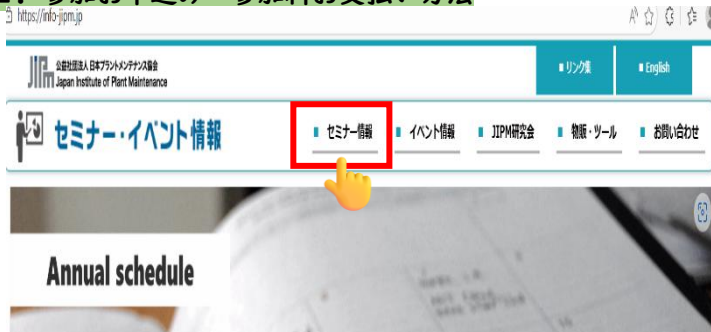 https://info-jipm.jp
公益社団法人 日本プラントメンテナンス協会
JIPM Japan Institute of Plant Maintenance
■ リンク集 ■ English
セミナー・イベント情報
■ セミナー情報 ■ イベント情報 ■ JIPM研究会 ■ 物販・ツール ■ お問い合わせ
Annual schedule